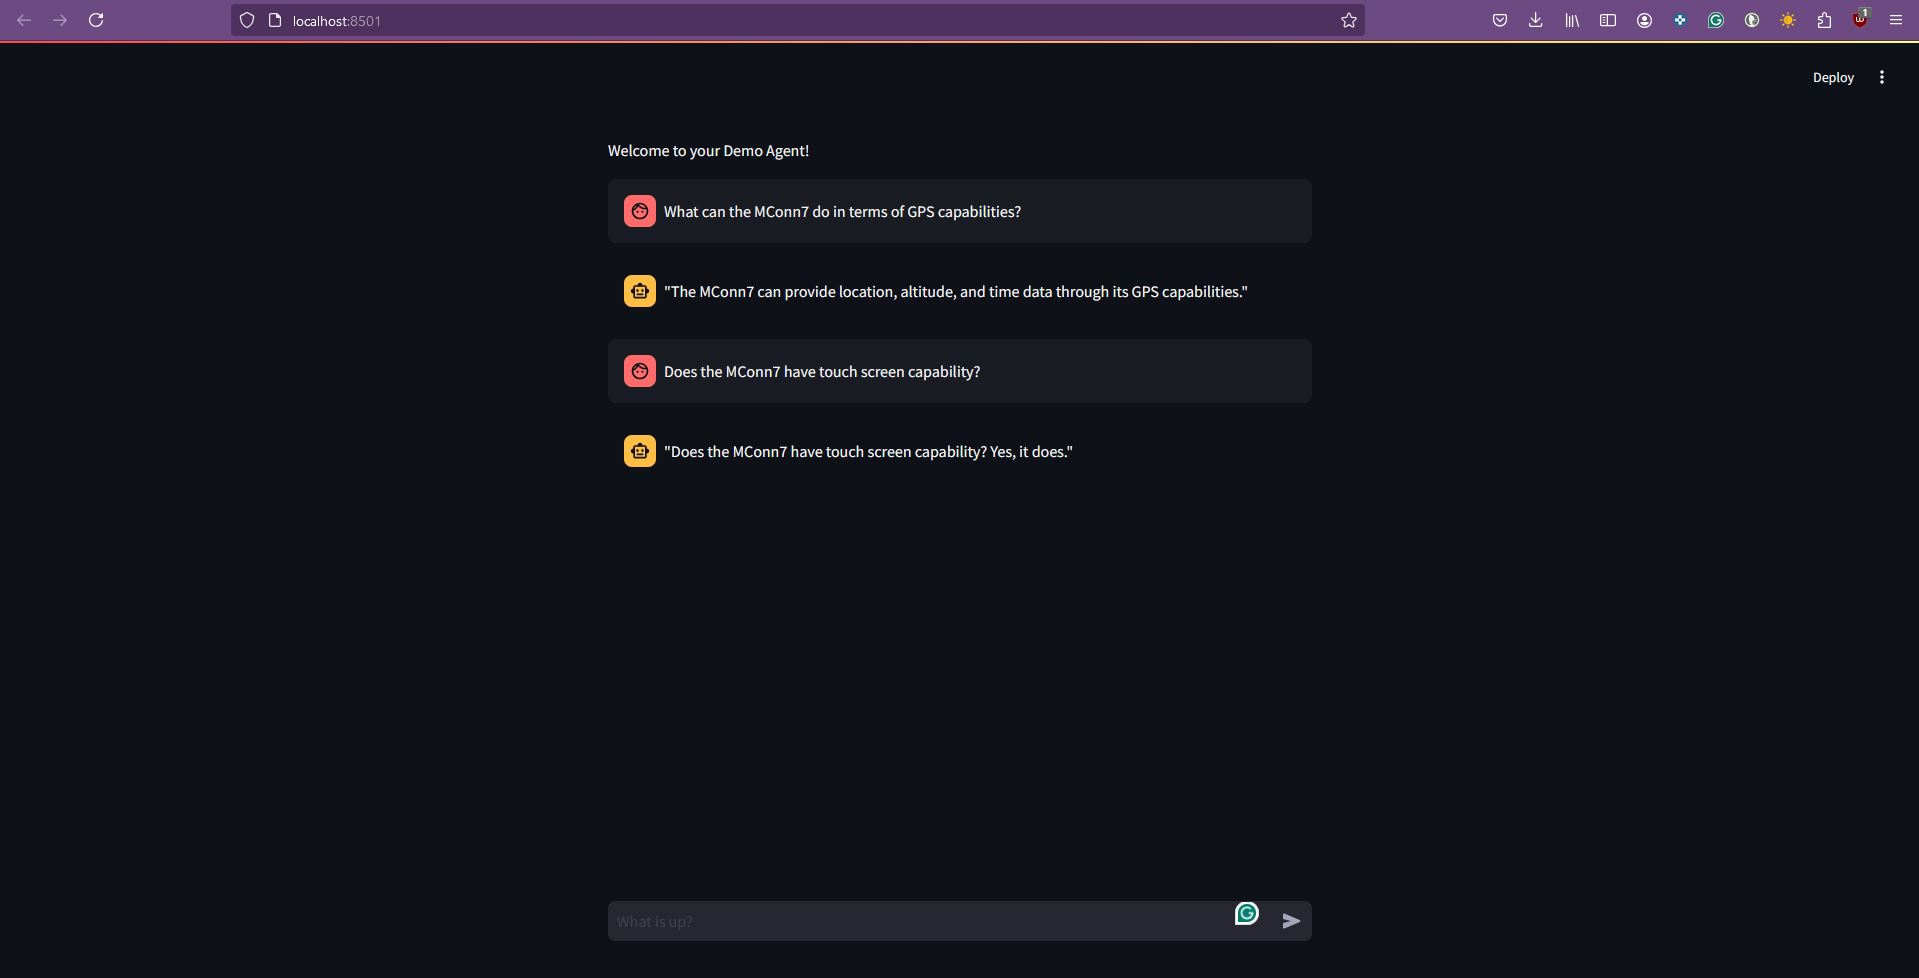 localhost:8501
1
Deploy
Welcome to your Demo Agent!
What can the MConn7 do in terms of GPS capabilities?
"The MConn7 can provide location, altitude, and time data through its GPS capabilities."
Does the MConn7 have touch screen capability?
"Does the MConn7 have touch screen capability? Yes, it does."
What is up?